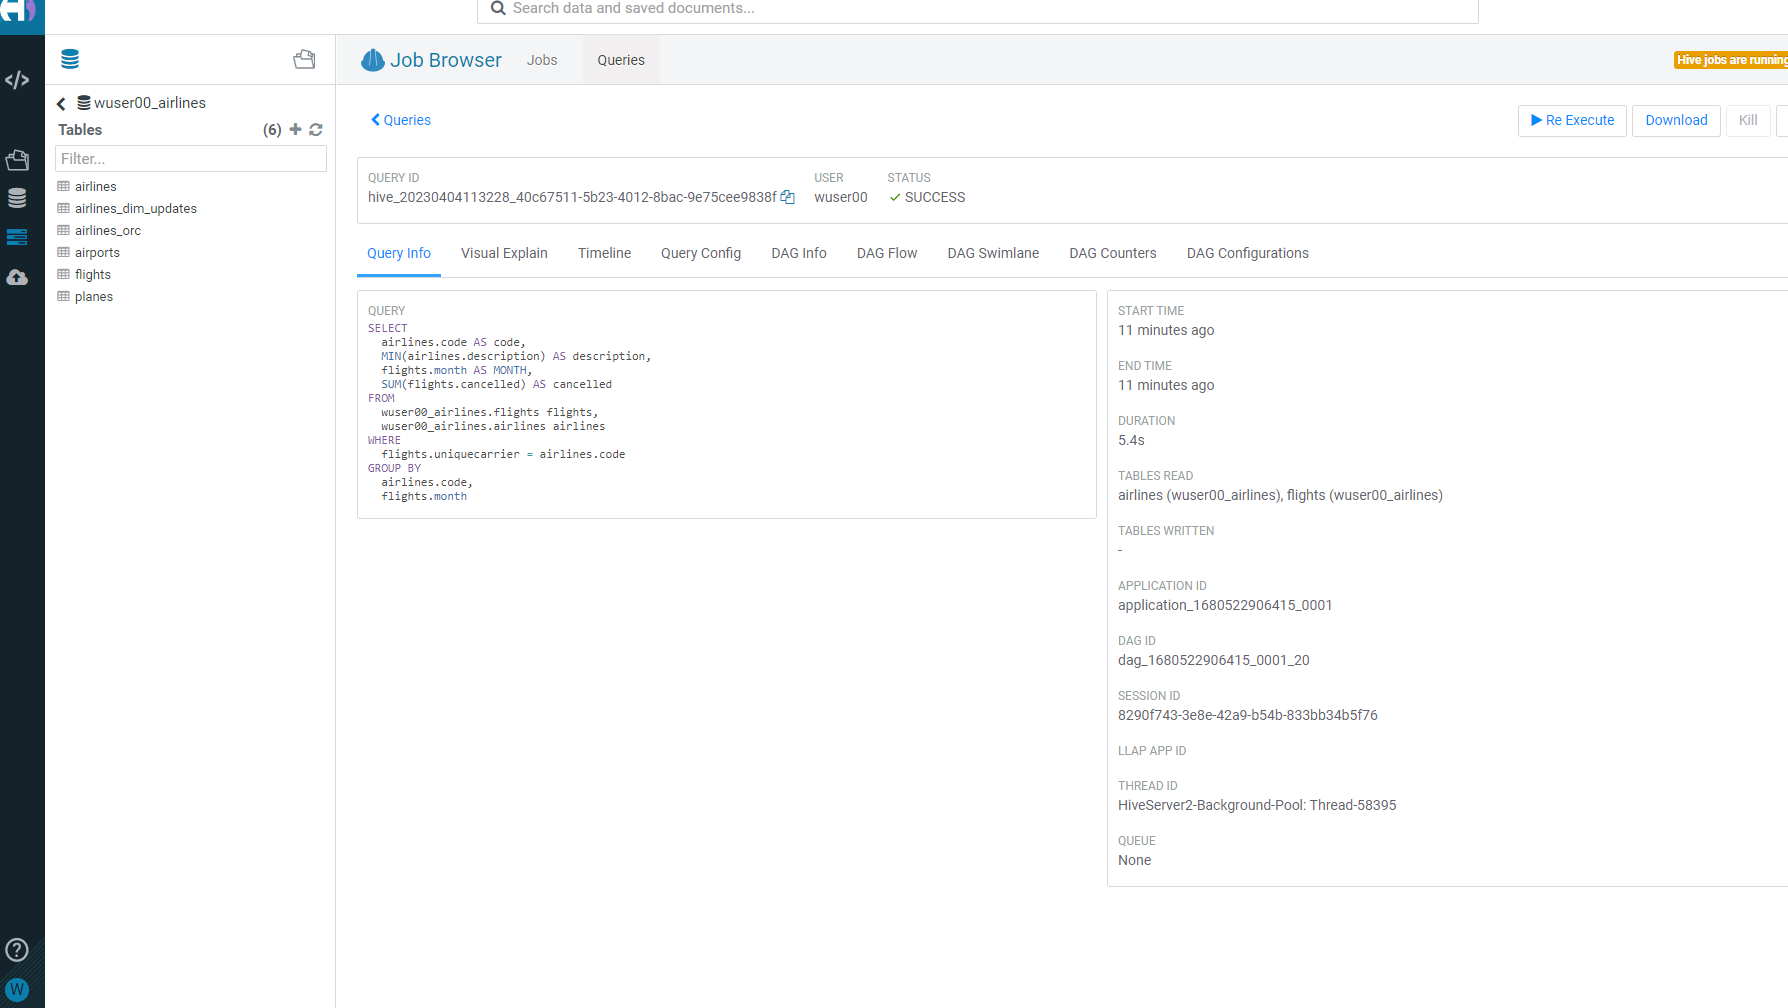 Search data and saved documents...
Job Browser
Jobs
Queries
Hive jobs are running
wuser00_airlines
Tables
(6)
Filter...
airlines
airlines_dim_updates
airlines_orc
airports
flights
planes
Queries
Re Execute
Download
Kill
QUERY ID
hive_20230404113228_40c67511-5b23-4012-8bac-9e75cee9838f
USER
wuser00
STATUS
SUCCESS
Query Info
Visual Explain
Timeline
Query Config
DAG Info
DAG Flow
DAG Swimlane
DAG Counters
DAG Configurations
QUERY
SELECT
airlines.code AS code,
MIN(airlines.description) AS description,
flights.month AS MONTH,
SUM(flights.cancelled) AS cancelled
FROM
wuser00_airlines.flights flights,
wuser00_airlines.airlines airlines
WHERE
flights.uniquecarrier = airlines.code
GROUP BY
airlines.code,
flights.month
START TIME
11 minutes ago
END TIME
11 minutes ago
DURATION
5.4s
TABLES READ
airlines (wuser00_airlines), flights (wuser00_airlines)
TABLES WRITTEN
-
APPLICATION ID
application_1680522906415_0001
DAG ID
dag_1680522906415_0001_20
SESSION ID
8290f743-3e8e-42a9-b54b-833bb34b5f76
LLAP APP ID
THREAD ID
HiveServer2-Background-Pool: Thread-58395
QUEUE
None
W